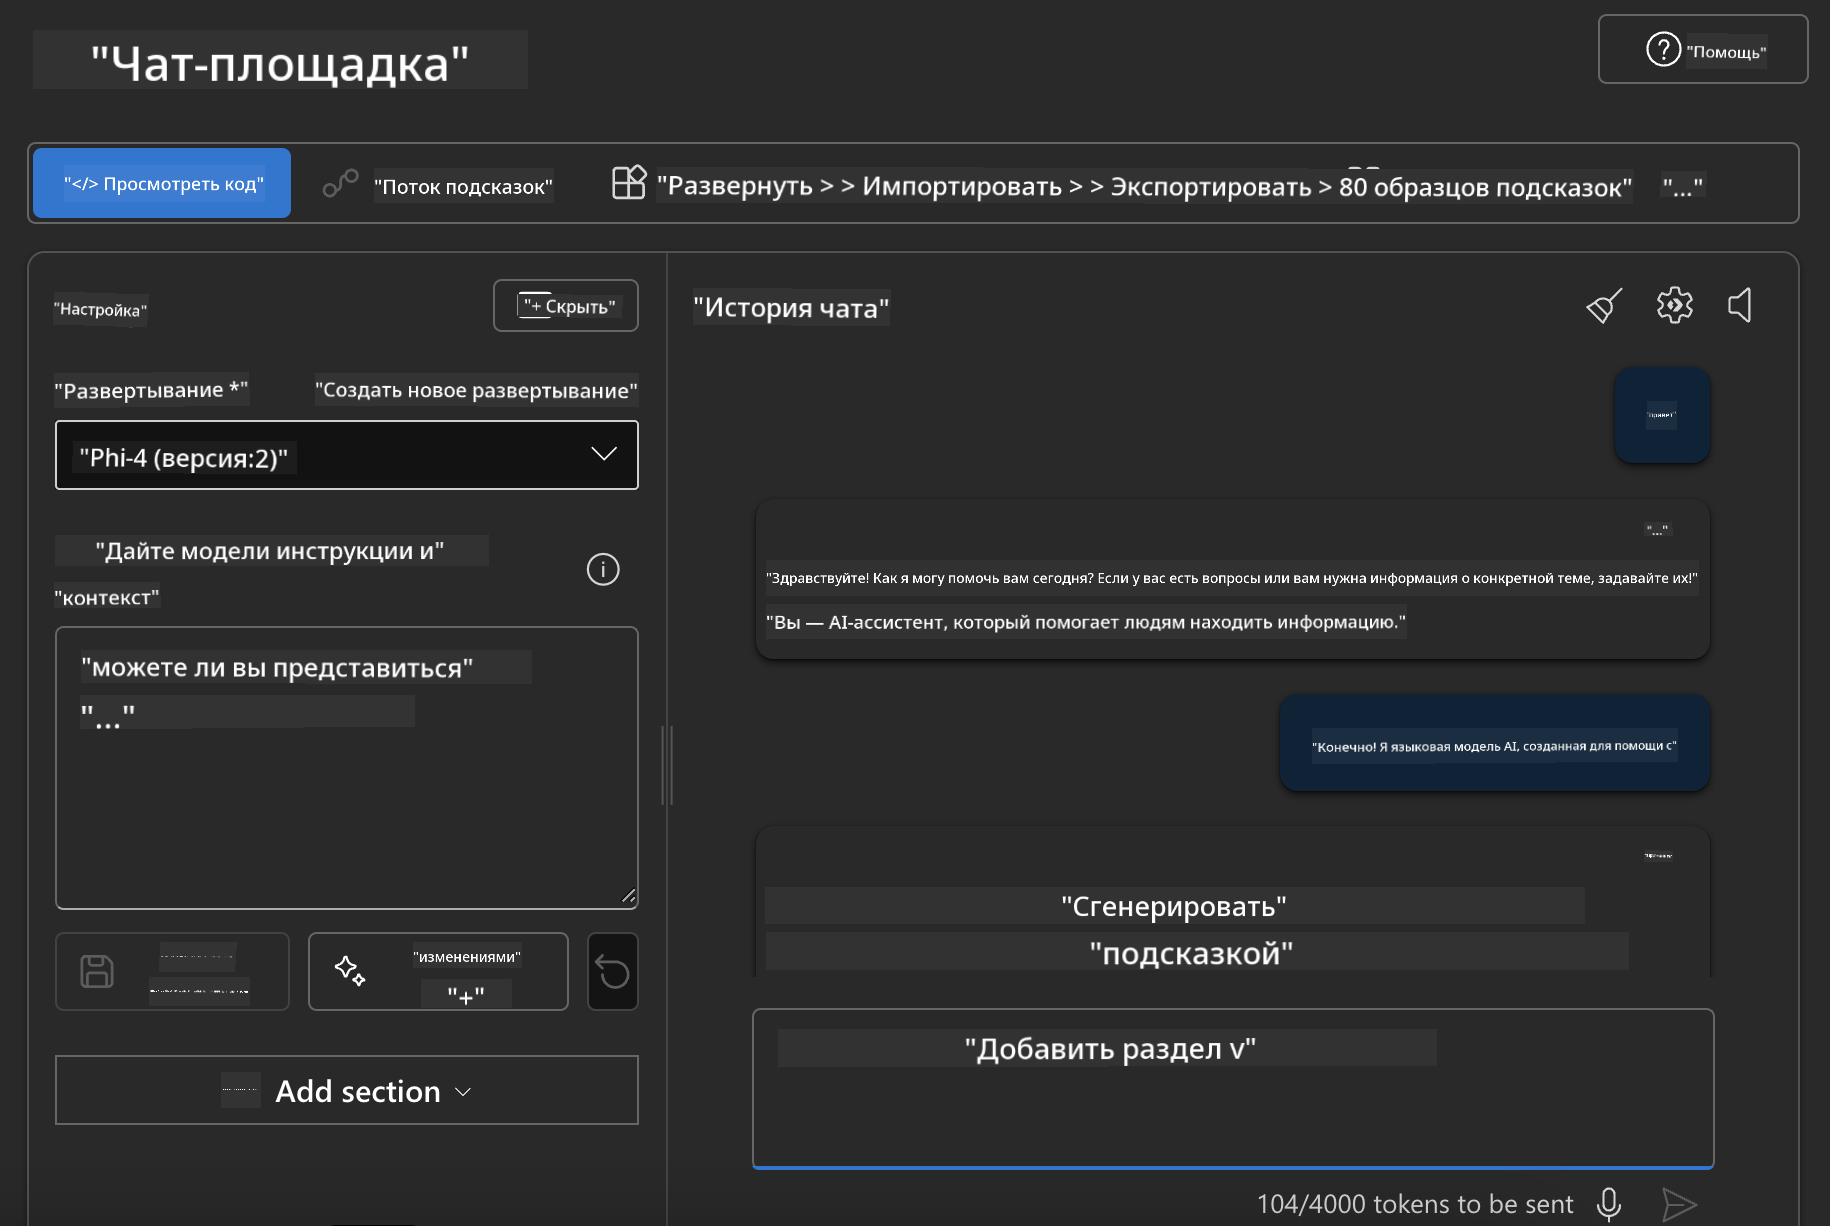 "Чат-площадка"
"Помощь"
"</> Просмотреть код"
"Поток подсказок"
"Развернуть > > Импортировать > > Экспортировать > 80 образцов подсказок"
"..."
"Настройка"
"+ Скрыть"
"Развертывание *"
"Создать новое развертывание"
"Phi-4 (версия:2)"
"Дайте модели инструкции и"
"контекст"
"можете ли вы представиться"
"..."
"изменениями"
"+"
Add section
"История чата"
"привет"
"..."
"Здравствуйте! Как я могу помочь вам сегодня? Если у вас есть вопросы или вам нужна информация о конкретной теме, задавайте их!"
"Вы — AI-ассистент, который помогает людям находить информацию."
"Конечно! Я языковая модель AI, созданная для помощи с"
"Сгенерировать"
"подсказкой"
"Добавить раздел v"
104/4000 tokens to be sent